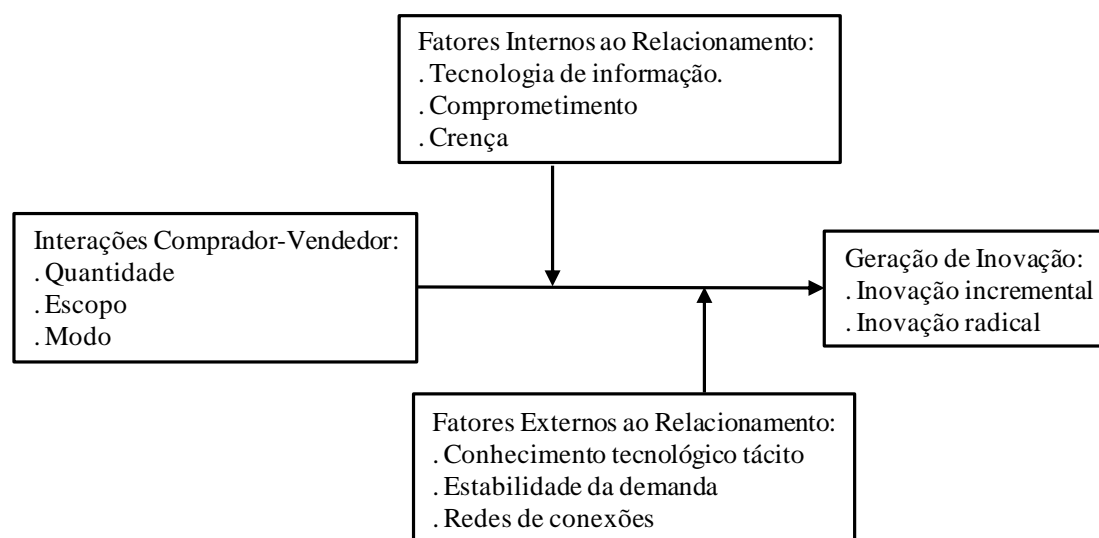 Fatores Internos ao Relacionamento:
. Tecnologia de informação.
. Comprometimento
. Crença
Interações Comprador-Vendedor:
. Quantidade
. Escopo
. Modo
Geração de Inovação:
. Inovação incremental
. Inovação radical
Fatores Externos ao Relacionamento:
. Conhecimento tecnológico tácito
. Estabilidade da demanda
. Redes de conexões